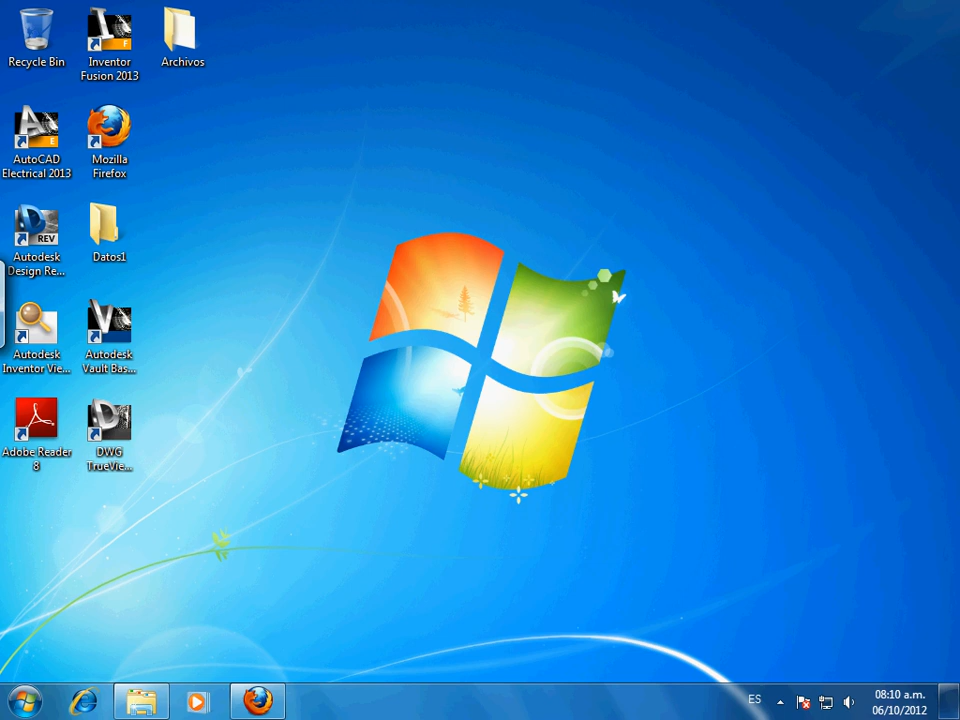 Recycle Bin
Inventor
Fusion 2013
Archivos
AutoCAD
Electrical 2013
Mozilla
Firefox
REV
Autodesk
Design Re...
Datos1
Autodesk
Inventor Vie...
Autodesk
Vault Bas...
Adobe Reader
8
DWG
TrueVie...
ES
08:10 a.m.
06/10/2012